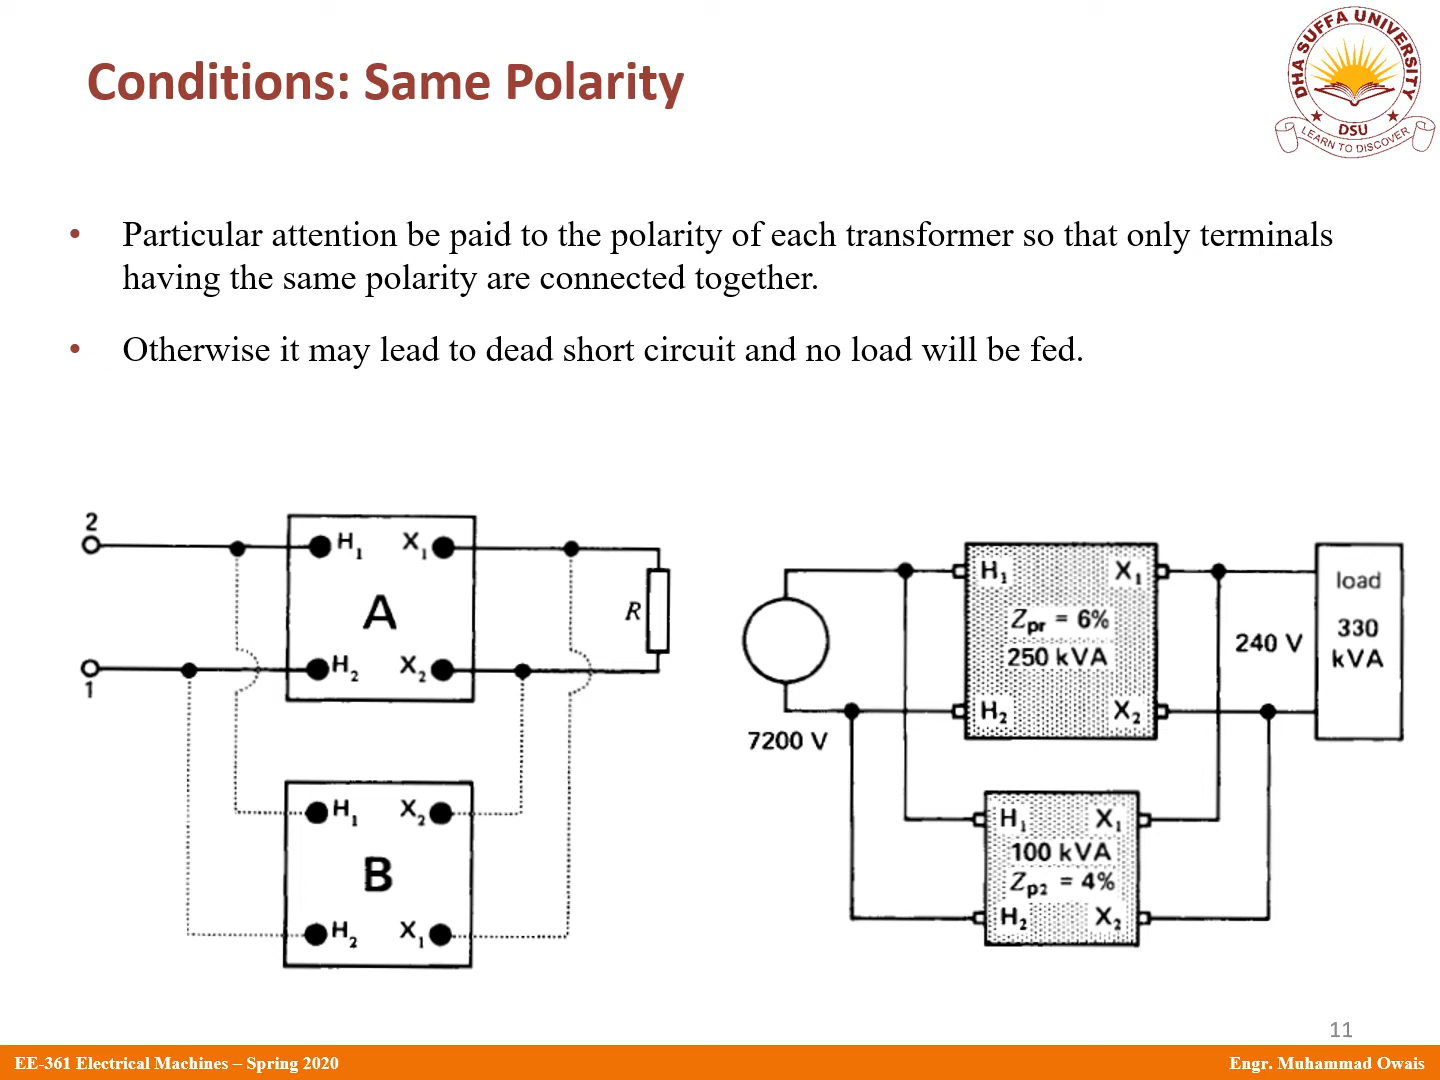 Conditions: Same Polarity
DHA SUFFA UNIVERSITY
DSU
LEARN TO DISCOVER
• Particular attention be paid to the polarity of each transformer so that only terminals
having the same polarity are connected together.
• Otherwise it may lead to dead short circuit and no load will be fed.
2
H₁ X₁
A
R
H₂ X₂
1
H₁ X₂
B
H₂ X₁
H₁ X₁
load
Zpr = 6%
330
250 kVA
240 V
kVA
H₂ X₂
7200 V
H₁ X₁
100 kVA
Zp2 = 4%
H₂ X₂
11
EE-361 Electrical Machines – Spring 2020
Engr. Muhammad Owais